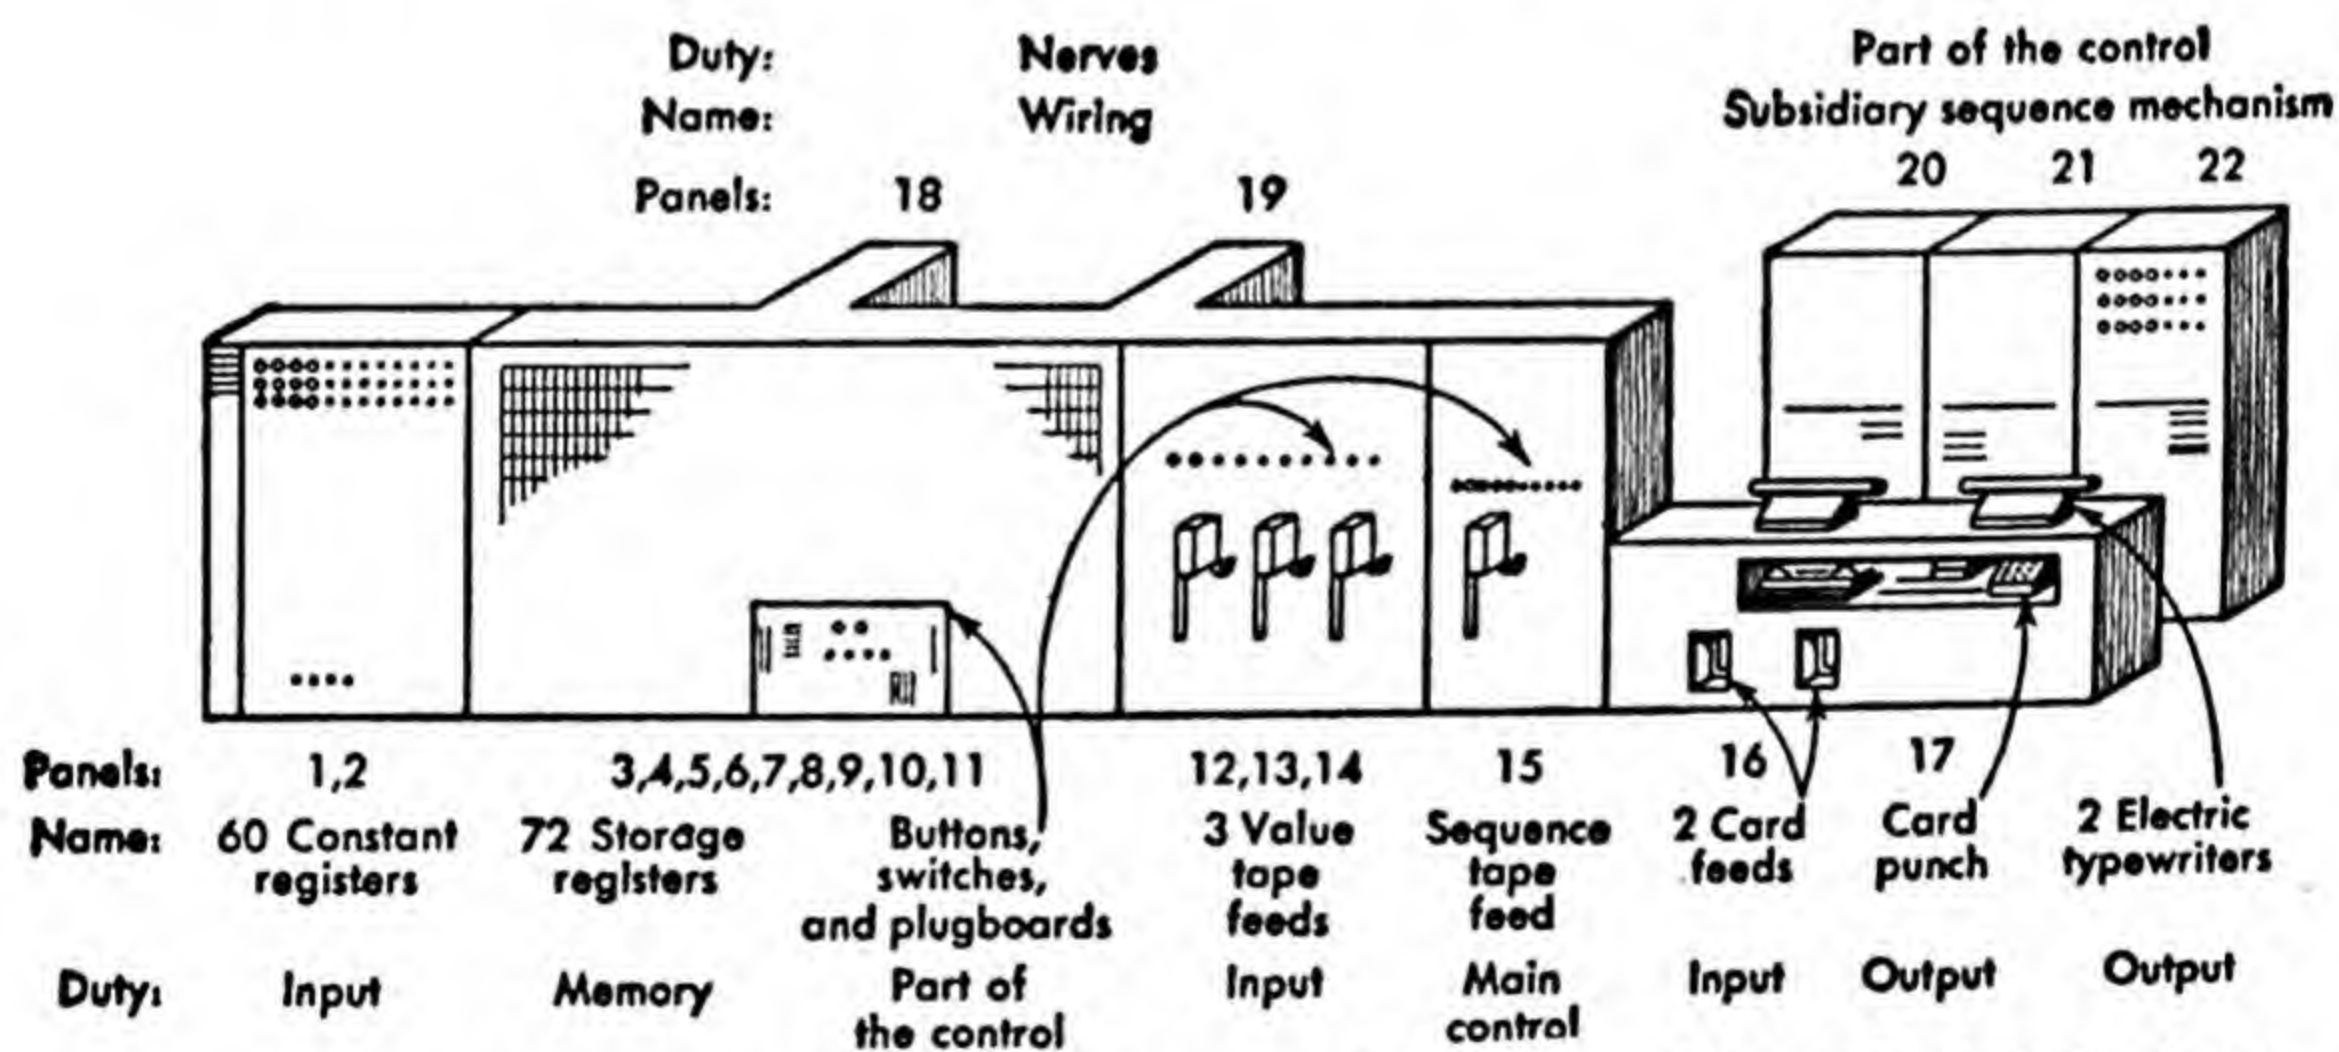 Duty: Nerves
Name: Wiring
Panels: 18 19
Part of the control
Subsidiary sequence mechanism
20 21 22
Panels: 1,2 3,4,5,6,7,8,9,10,11 12,13,14 15 16 17
Name: 60 Constant registers
72 Storage registers
Buttons, switches, and plugboards
3 Value tape feeds
Sequence tape feed
2 Card feeds
Card punch
2 Electric typewriters
Duty: Input Memory Part of the control Input Main control Input Output Output